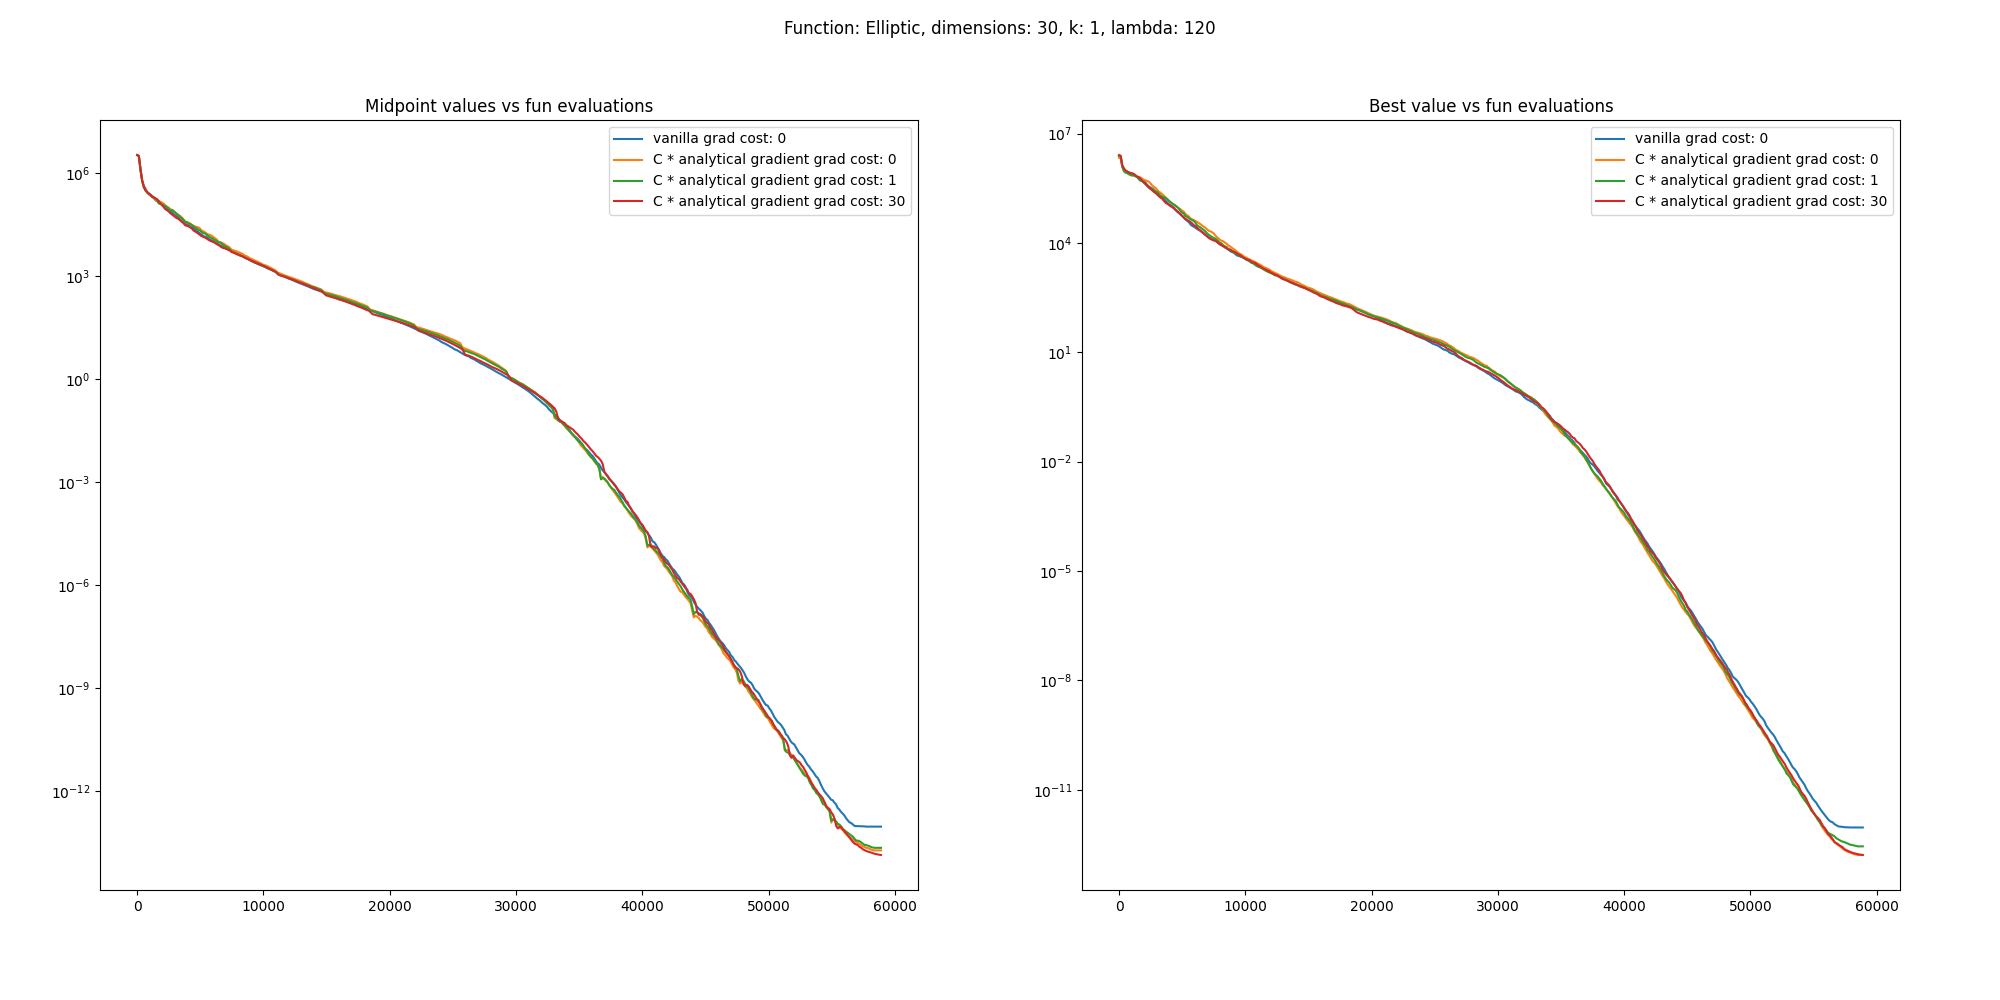 Function: Elliptic, dimensions: 30, k: 1, lambda: 120
Midpoint values vs fun evaluations
vanilla grad cost: 0
C * analytical gradient grad cost: 0
C * analytical gradient grad cost: 1
C * analytical gradient grad cost: 30
10^6
10^3
10^0
10^-3
10^-6
10^-9
10^-12
0 10000 20000 30000 40000 50000 60000
Best value vs fun evaluations
vanilla grad cost: 0
C * analytical gradient grad cost: 0
C * analytical gradient grad cost: 1
C * analytical gradient grad cost: 30
10^7
10^4
10^1
10^-2
10^-5
10^-8
10^-11
0 10000 20000 30000 40000 50000 60000